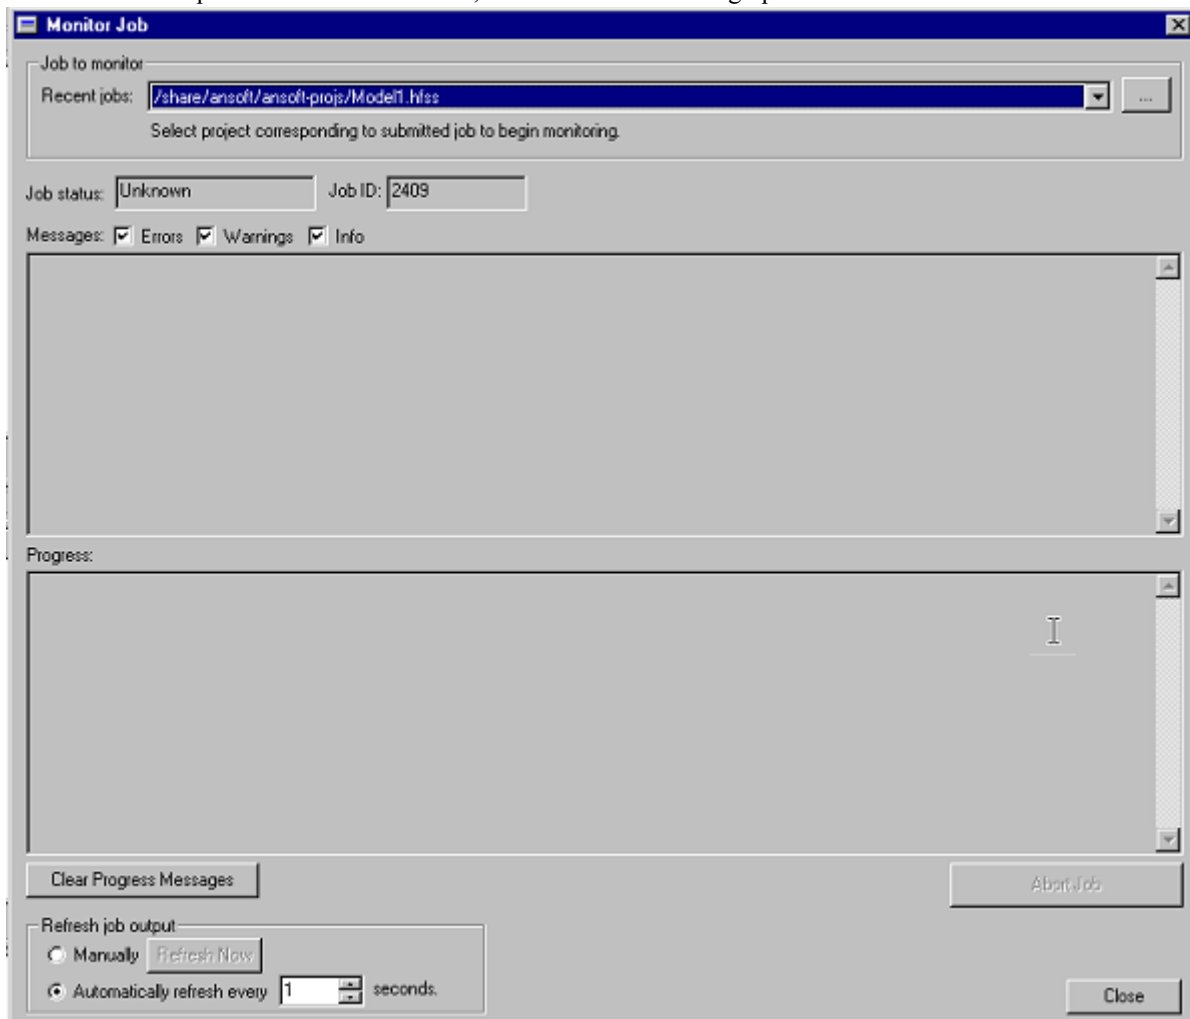 Monitor Job
Job to monitor
Recent jobs: /share/ansoft/ansoft-projs/Model1.hfss ...
Select project corresponding to submitted job to begin monitoring.
Job status: Unknown Job ID: 2409
Messages: Errors Warnings Info
Progress:
Clear Progress Messages Abort Job
Refresh job output
Manually Refresh Now
Automatically refresh every 1 seconds.
Close